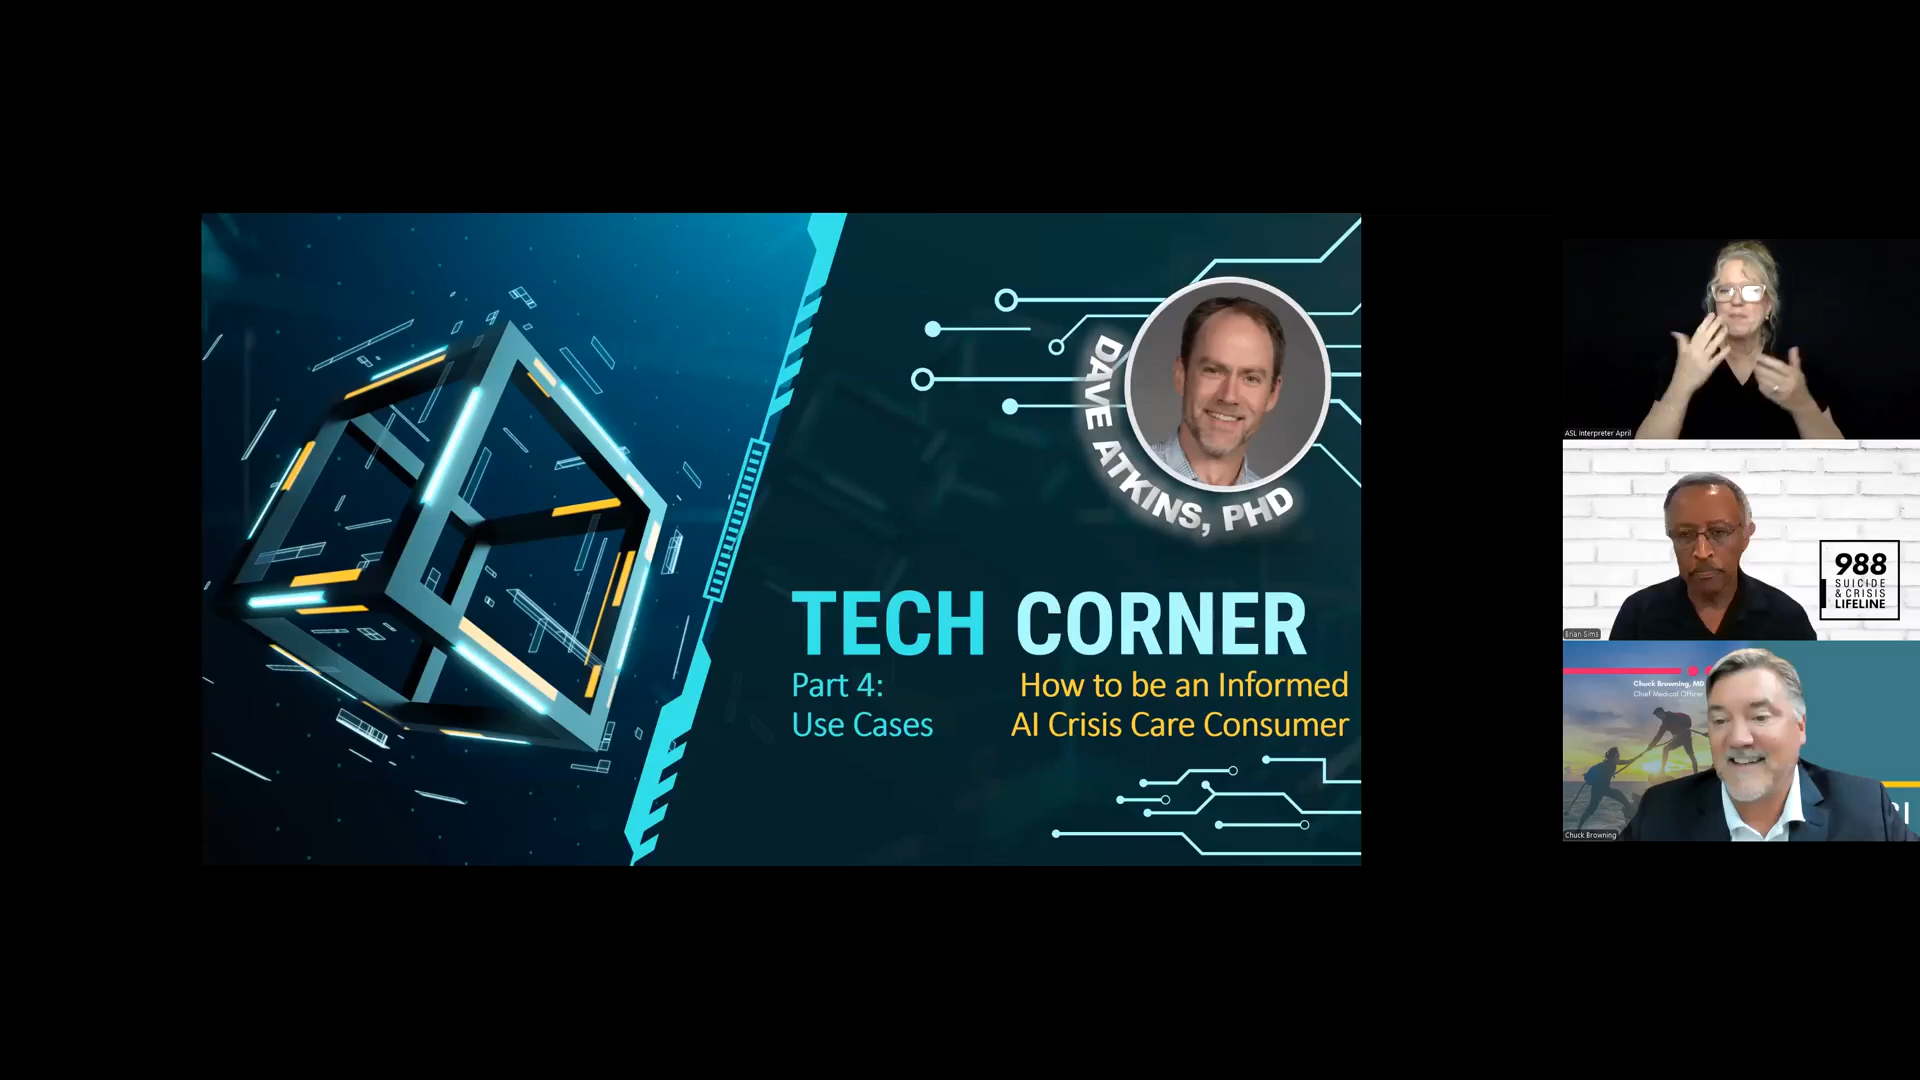 DAVE ATKINS, PHD
TECH CORNER
Part 4:
Use Cases
How to be an Informed
AI Crisis Care Consumer
ASL Interpreter April
988
SUICIDE
& CRISIS
LIFELINE
Brian Sims
Chuck Browning, MD
Chief Medical Officer
Chuck Browning